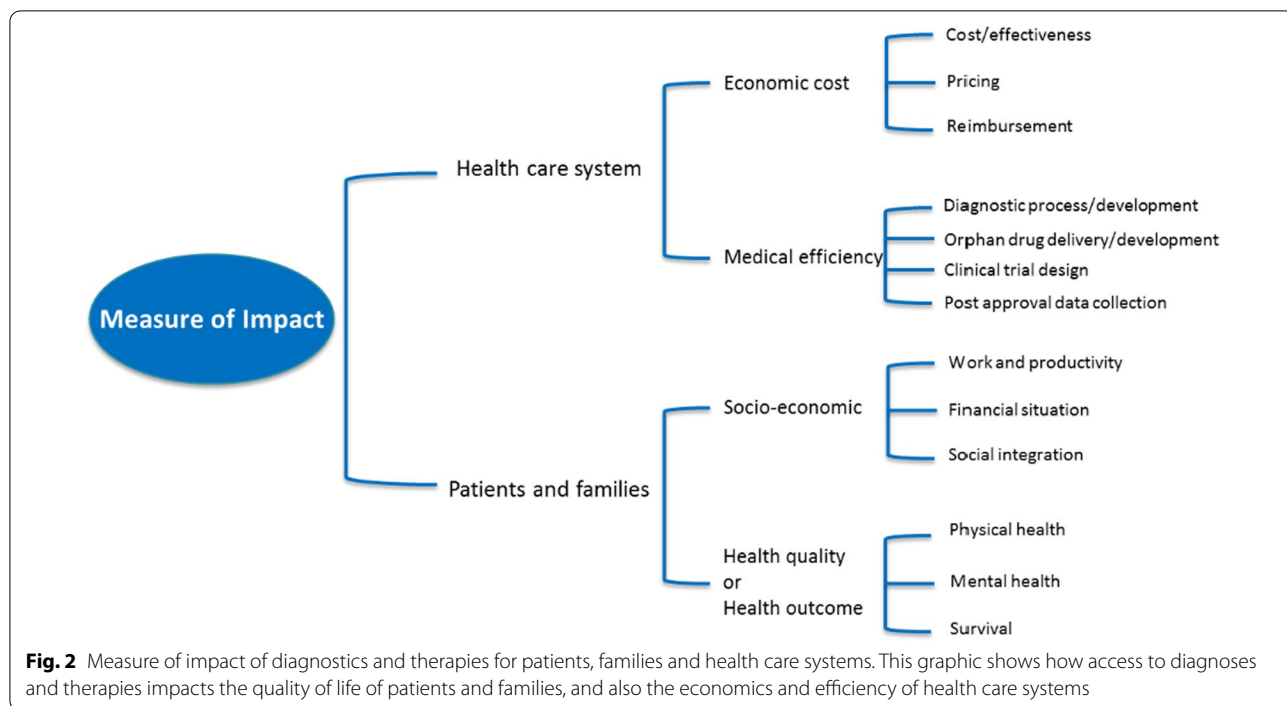 Measure of Impact
Health care system
Economic cost
Cost/effectiveness
Pricing
Reimbursement
Medical efficiency
Diagnostic process/development
Orphan drug delivery/development
Clinical trial design
Post approval data collection
Patients and families
Socio-economic
Work and productivity
Financial situation
Social integration
Health quality
or
Health outcome
Physical health
Mental health
Survival
Fig. 2 Measure of impact of diagnostics and therapies for patients, families and health care systems. This graphic shows how access to diagnoses
and therapies impacts the quality of life of patients and families, and also the economics and efficiency of health care systems